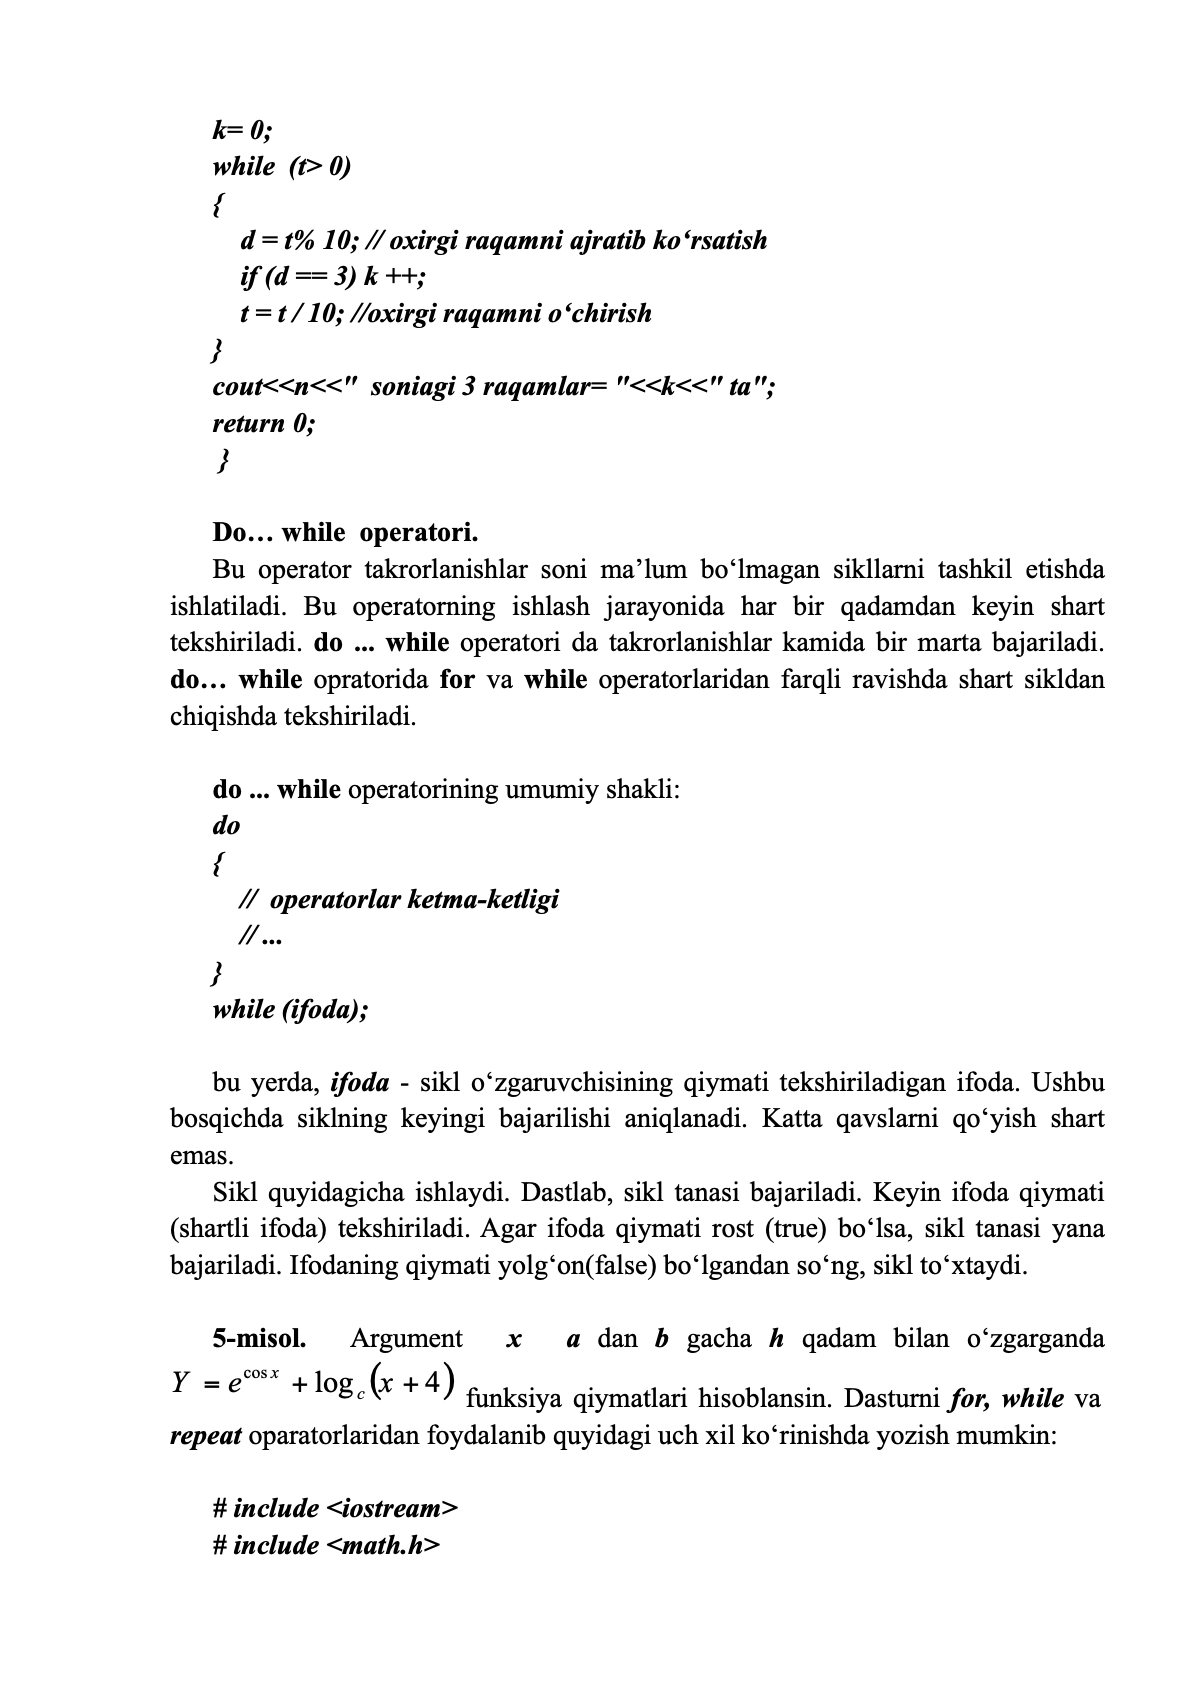 k= 0;
while  (t> 0)
{
d = t% 10; // oxirgi raqamni ajratib ko‘rsatish
if (d == 3) k ++;
t = t / 10; //oxirgi raqamni o‘chirish
}
cout<<n<<"  soniagi 3 raqamlar= "<<k<<" ta";
return 0;
}
Do… while  operatori.
Bu operator takrorlanishlar soni ma’lum bo‘lmagan sikllarni tashkil etishda
ishlatiladi. Bu operatorning ishlash jarayonida har bir qadamdan keyin shart
tekshiriladi. do ... while operatori da takrorlanishlar kamida bir marta bajariladi.
do… while opratorida for va while operatorlaridan farqli ravishda shart sikldan
chiqishda tekshiriladi.
do ... while operatorining umumiy shakli:
do
{
//  operatorlar ketma-ketligi
// ...
}
while (ifoda);
bu yerda, ifoda - sikl o‘zgaruvchisining qiymati tekshiriladigan ifoda. Ushbu
bosqichda siklning keyingi bajarilishi aniqlanadi. Katta qavslarni qo‘yish shart
emas.
Sikl quyidagicha ishlaydi. Dastlab, sikl tanasi bajariladi. Keyin ifoda qiymati
(shartli ifoda) tekshiriladi. Agar ifoda qiymati rost (true) bo‘lsa, sikl tanasi yana
bajariladi. Ifodaning qiymati yolg‘on(false) bo‘lgandan so‘ng, sikl to‘xtaydi.
5-misol. Argument x a dan b gacha h qadam bilan o‘zgarganda
Y = e^{cos x} + log_c (x + 4) funksiya qiymatlari hisoblansin. Dasturni for, while va
repeat oparatorlaridan foydalanib quyidagi uch xil ko‘rinishda yozish mumkin:
# include <iostream>
# include <math.h>